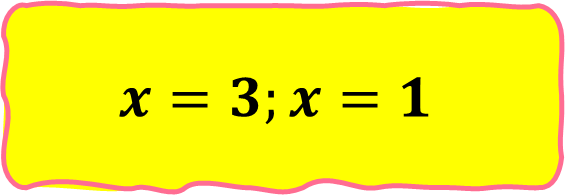 x = 3; x = 1